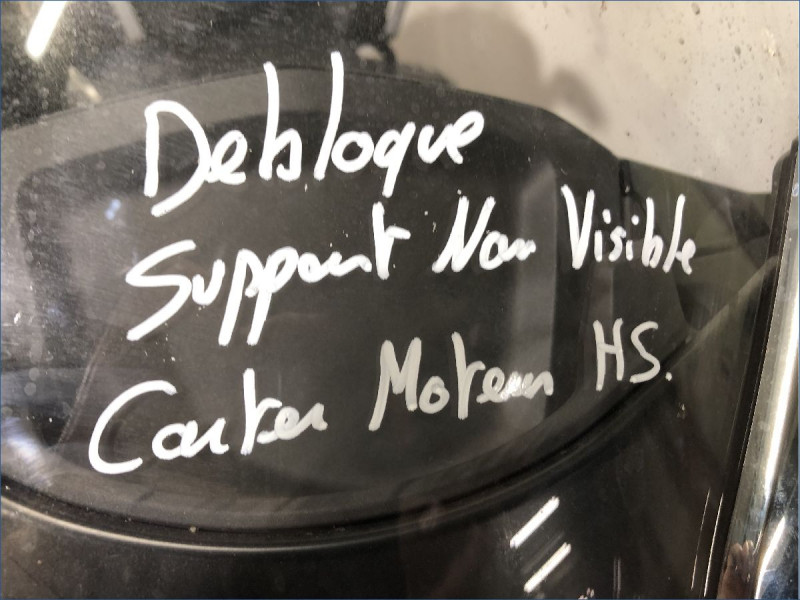 Debloque
Support Non Visible
Carter Moteur HS.